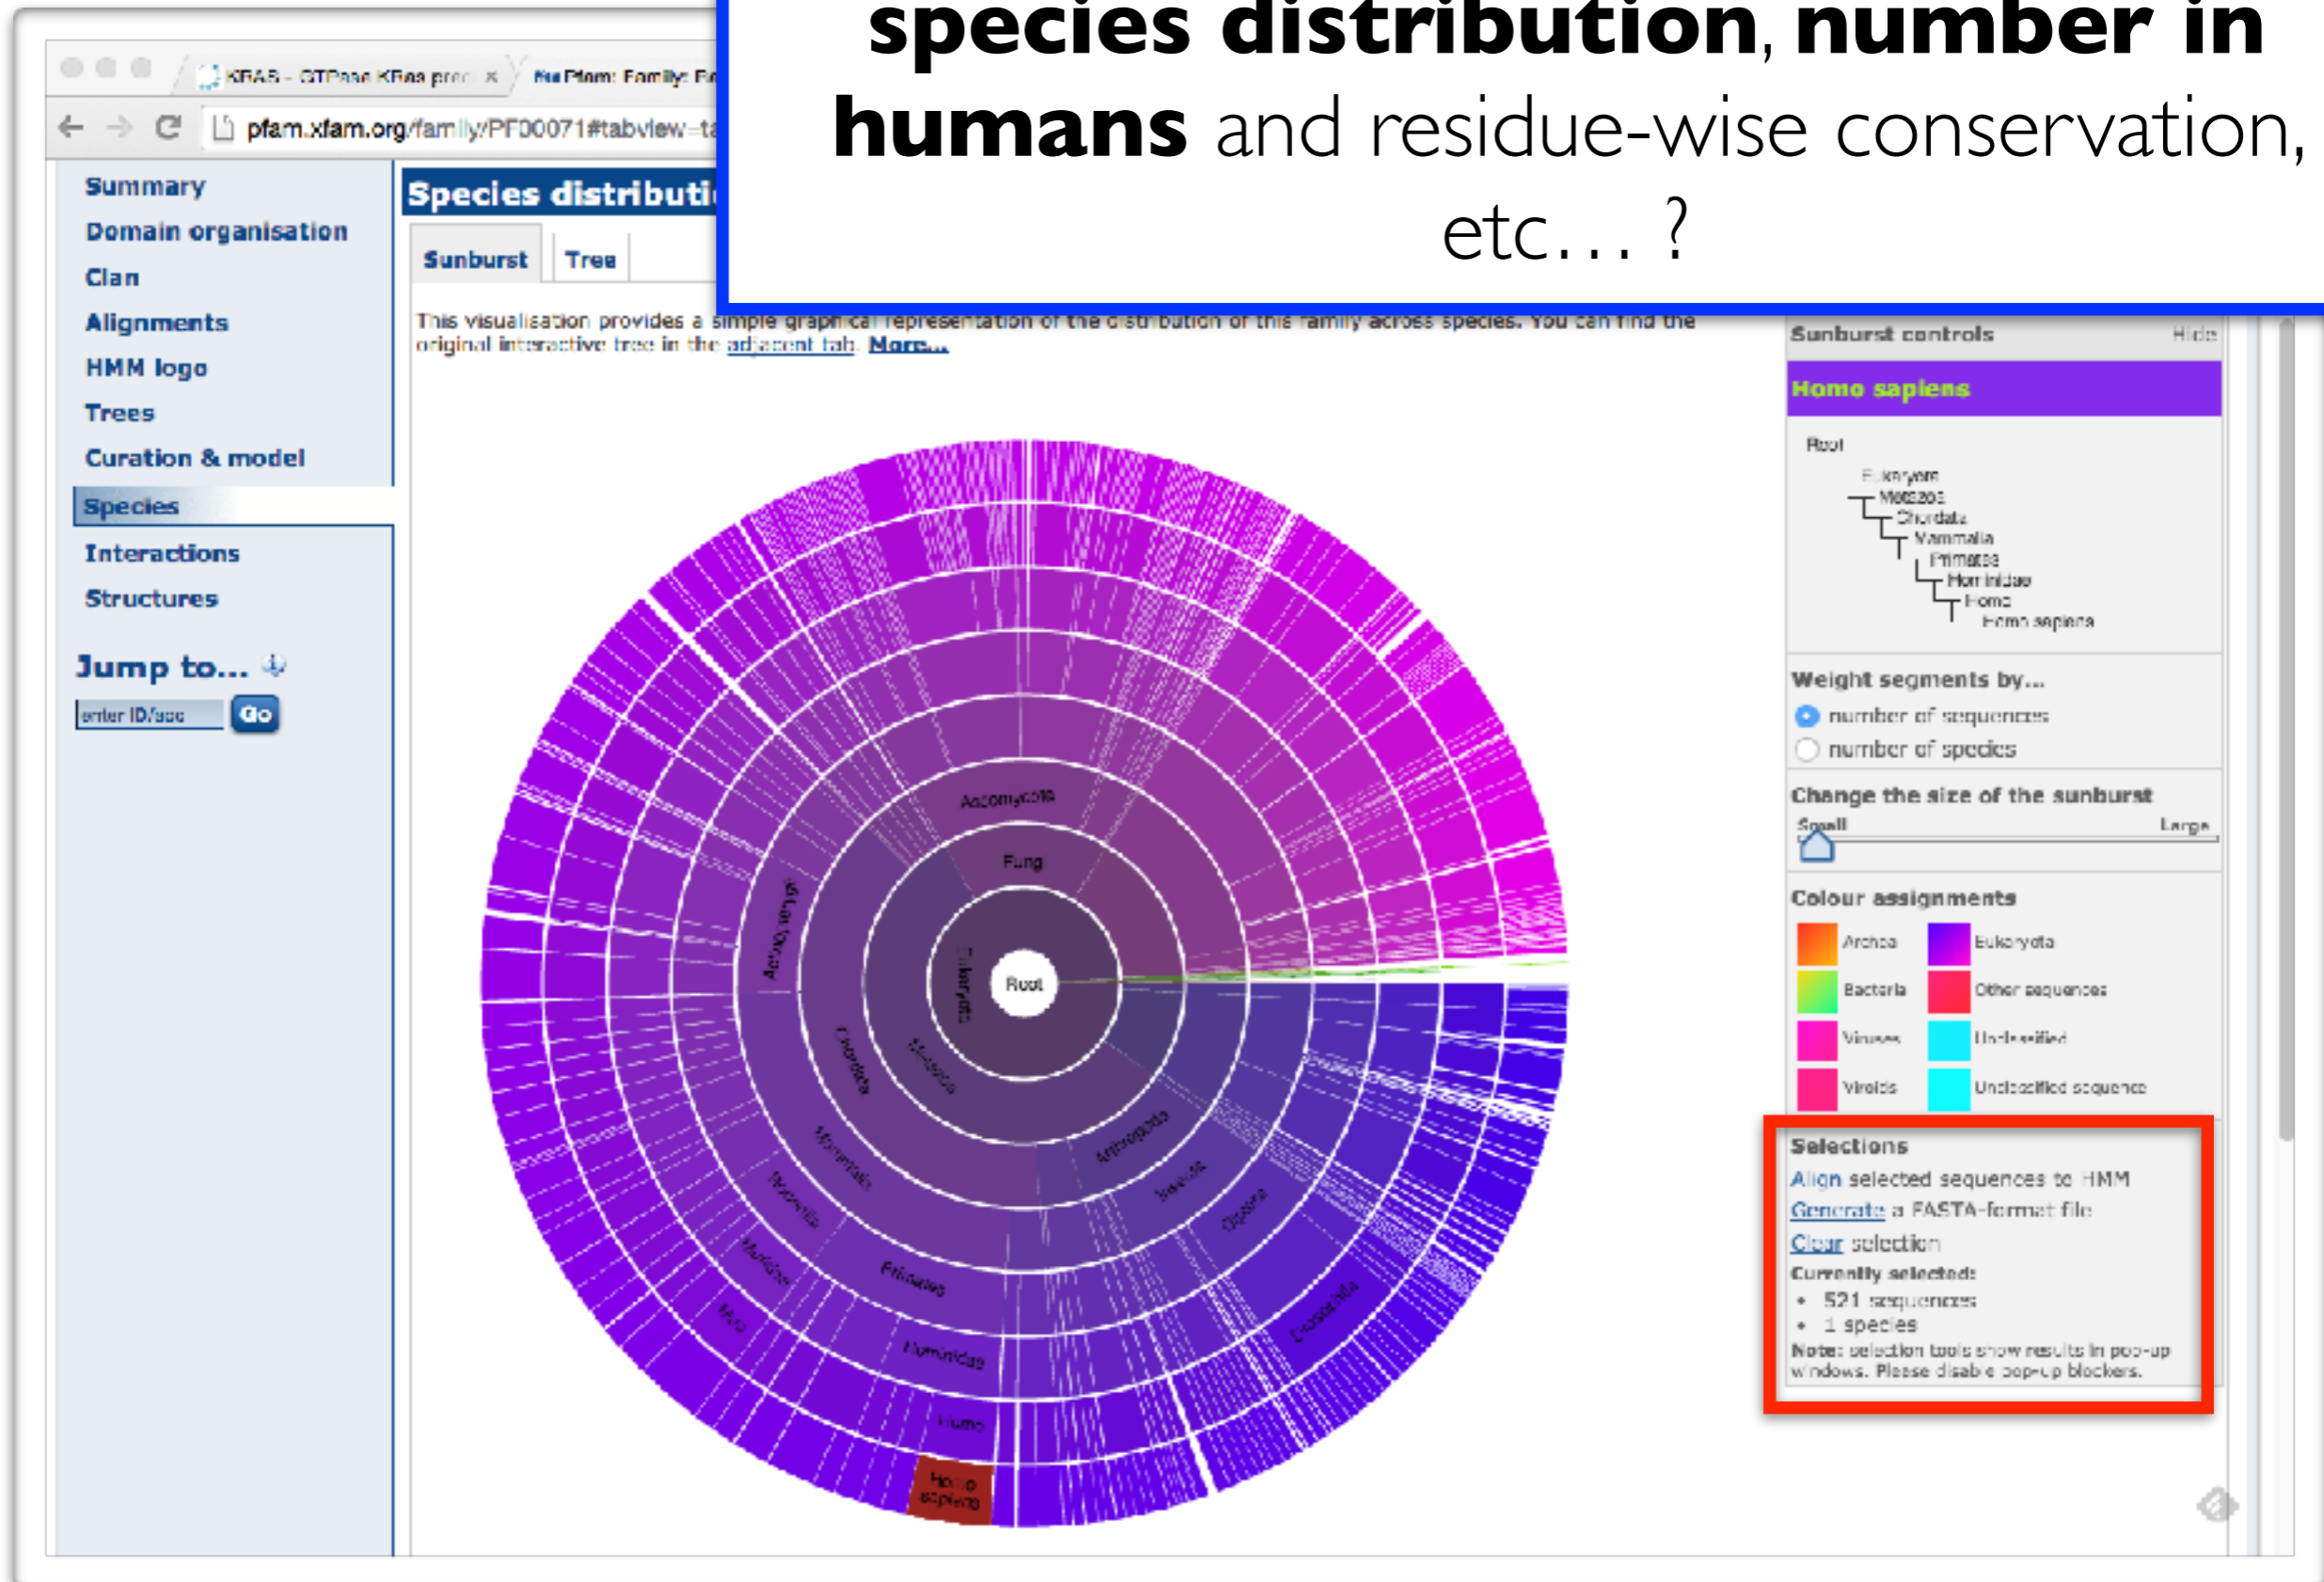 species distribution, number in
humans and residue-wise conservation,
etc… ?
KRAS - GTPase KRas prec
Pfam: Family:
pfam.xfam.org/family/PF00071#tabview=ta
Summary
Domain organisation
Clan
Alignments
HMM logo
Trees
Curation & model
Species
Interactions
Structures
Jump to...
enter ID/acc
Go
Species distributi
Sunburst
Tree
This visualisation provides a simple graphical representation of the distribution of this family across species. You can find the
original interactive tree in the adjacent tab. More...
Ascomycota
Fung
Eukaryota
Root
Metazoa
Chordata
Mammalia
Rodentia
Muridae
Mus
Primates
Hominidae
Homo
Homo
sapiens
Arthropoda
Insecta
Diptera
Drosophila
Sunburst controls
Hide
Homo sapiens
Root
Eukaryota
Metazoa
Chordata
Mammalia
Primates
Hominidae
Homo
Homo sapiens
Weight segments by...
number of sequences
number of species
Change the size of the sunburst
Small
Large
Colour assignments
Archea
Eukaryota
Bacteria
Other sequences
Viruses
Unclassified
Viroids
Unclassified sequence
Selections
Align selected sequences to HMM
Generate a FASTA-format file
Clear selection
Currently selected:
• 521 sequences
• 1 species
Note: selection tools show results in pop-up
windows. Please disable pop-up blockers.